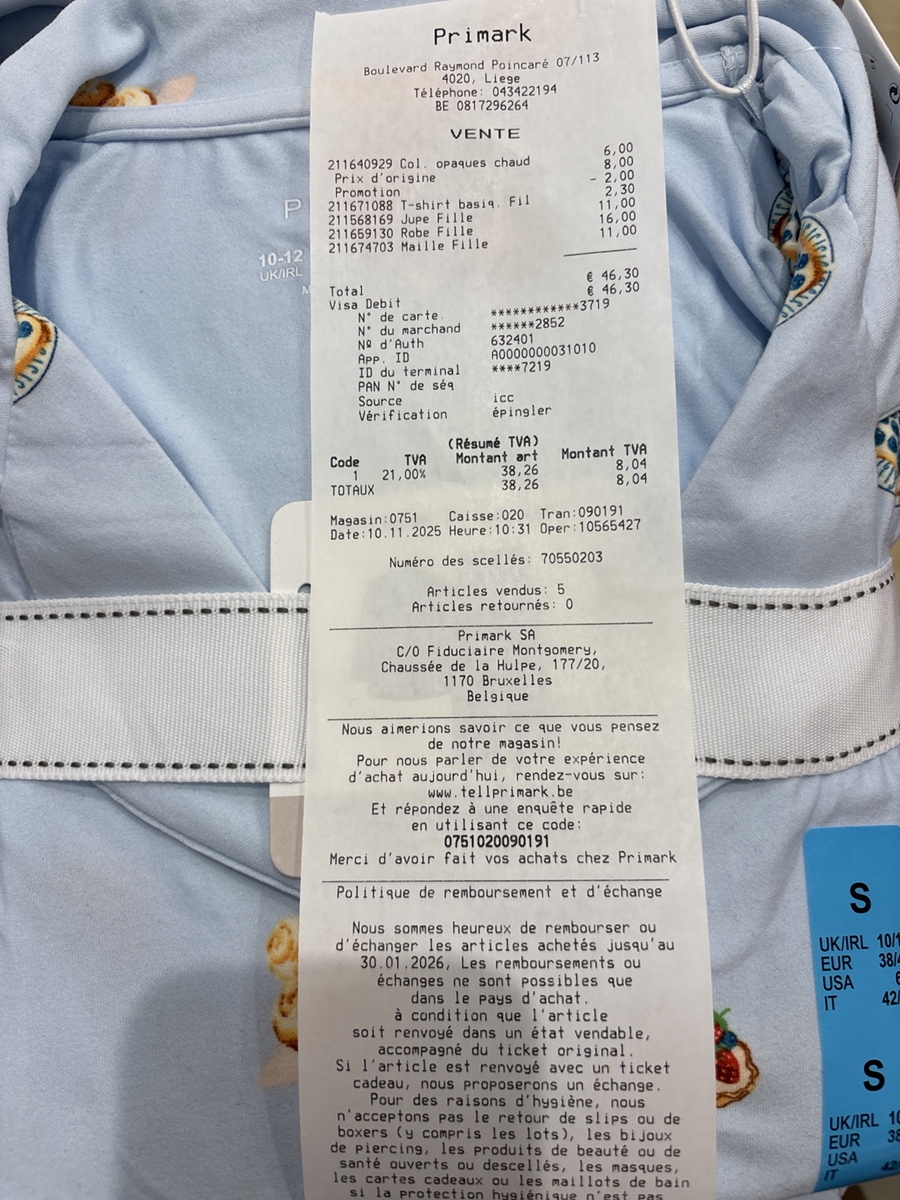 Primark
Boulevard Raymond Poincaré 07/113
4020, Liege
Téléphone: 043422194
BE 0817296264
VENTE
211640929 Col. opaques chaud 6,00
Prix d'origine 8,00
Promotion - 2,00
211671088 T-shirt basiq. Fil 2,30
211568169 Jupe Fille 11,00
211659130 Robe Fille 16,00
211674703 Maille Fille 11,00
Total € 46,30
Visa Debit € 46,30
N° de carte. ************3719
N° du marchand ******2852
Nº d'Auth 632401
App. ID A0000000031010
ID du terminal ****7219
PAN N° de séq
Source icc
Vérification épingler
(Résumé TVA)
Code TVA Montant art Montant TVA
1 21,00% 38,26 8,04
TOTAUX 38,26 8,04
Magasin:0751 Caisse:020 Tran:090191
Date:10.11.2025 Heure:10:31 Oper:10565427
Numéro des scellés: 70550203
Articles vendus: 5
Articles retournés: 0
Primark SA
C/O Fiduciaire Montgomery,
Chaussée de la Hulpe, 177/20,
1170 Bruxelles
Belgique
Nous aimerions savoir ce que vous pensez
de notre magasin!
Pour nous parler de votre expérience
d'achat aujourd'hui, rendez-vous sur:
www.tellprimark.be
Et répondez à une enquête rapide
en utilisant ce code:
0751020090191
Merci d'avoir fait vos achats chez Primark
Politique de remboursement et d'échange
Nous sommes heureux de rembourser ou
d'échanger les articles achetés jusqu'au
30.01.2026, Les remboursements ou
échanges ne sont possibles que
dans le pays d'achat.
à condition que l'article
soit renvoyé dans un état vendable,
accompagné du ticket original.
Si l'article est renvoyé avec un ticket
cadeau, nous proposerons un échange.
Pour des raisons d'hygiène, nous
n'acceptons pas le retour de slips ou de
boxers (y compris les lots), les bijoux
de piercing, les produits de beauté ou de
santé ouverts ou descellés, les masques,
les cartes cadeaux ou les maillots de bain
si la protection hygiénique n'est pas
P
10-12
UK/IRL
S
UK/IRL
EUR
USA
IT
S
UK/IRL
EUR
USA
IT